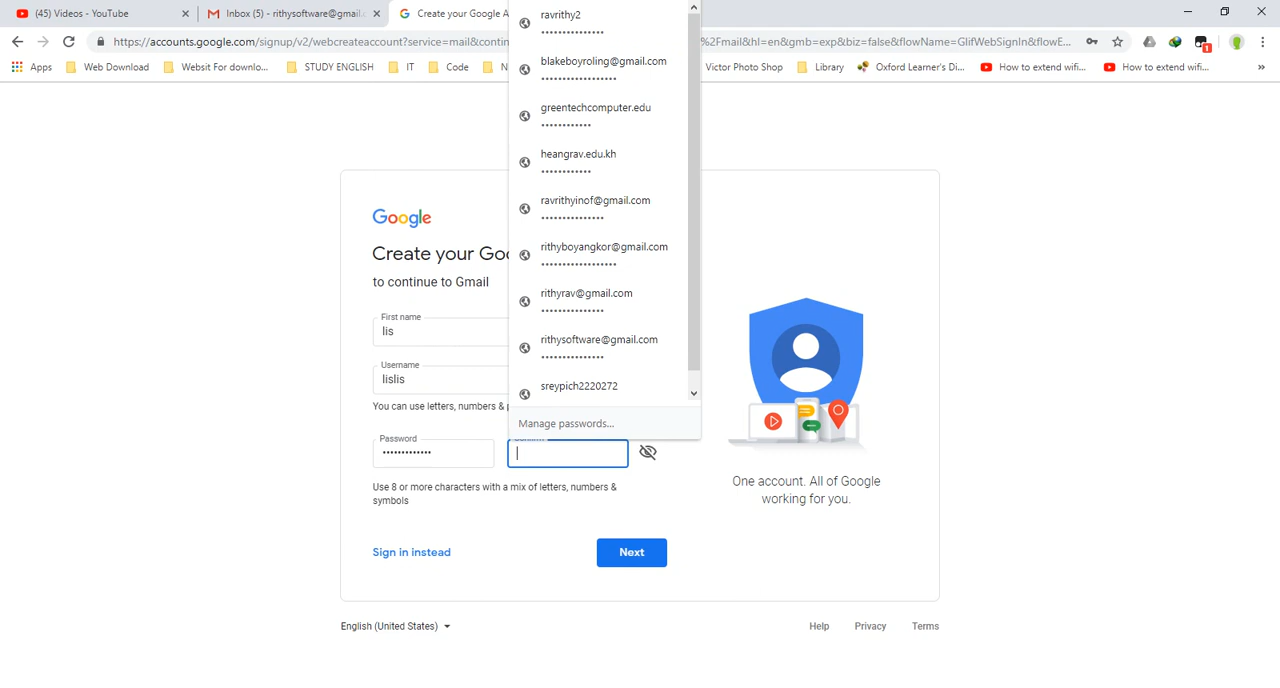 (45) Videos - YouTube
Inbox (5) - rithysoftware@gmail.c
Create your Google A
https://accounts.google.com/signup/v2/webcreateaccount?service=mail&contin
%2Fmail&hl=en&gmb=exp&biz=false&flowName=GlifWebSignIn&flowE...
1
Apps
Web Download
Websit For downlo...
STUDY ENGLISH
IT
Code
N
Victor Photo Shop
Library
Oxford Learner's Di...
How to extend wifi...
How to extend wifi...
»
ravrithy2
••••••••••••••
blakeboyroling@gmail.com
•••••••••••••••••
greentechcomputer.edu
•••••••••••
heangrav.edu.kh
•••••••••••
ravrithyinof@gmail.com
••••••••••••••
rithyboyangkor@gmail.com
•••••••••••••••••
rithyrav@gmail.com
••••••••••••••
rithysoftware@gmail.com
••••••••••••••
sreypich2220272
Manage passwords...
Google
Create your Goo
to continue to Gmail
First name
lis
Username
lislis
You can use letters, numbers & p
Password
•••••••••••••
Use 8 or more characters with a mix of letters, numbers &
symbols
Sign in instead
Next
One account. All of Google
working for you.
English (United States)
Help
Privacy
Terms